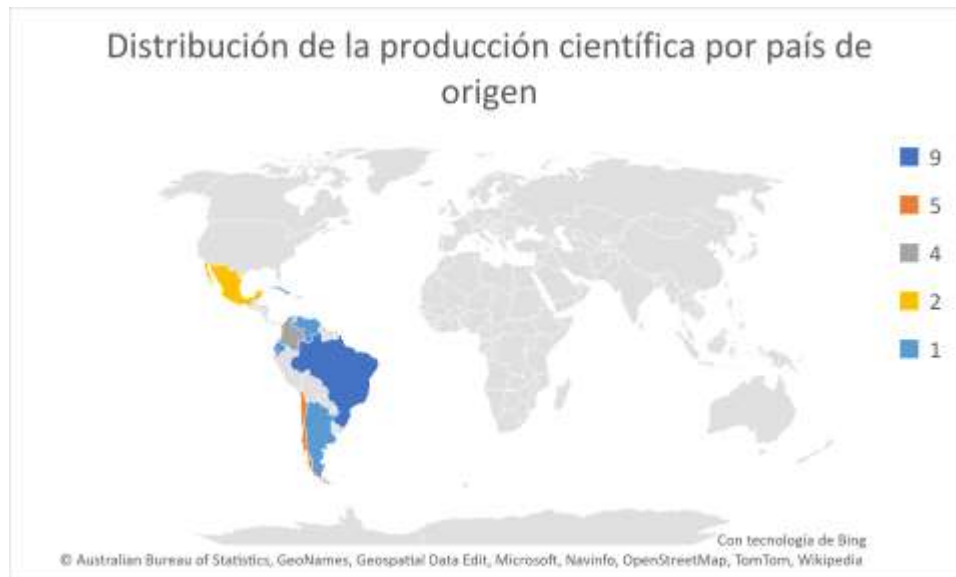 Distribución de la producción científica por país de
origen
9
5
4
2
1
Con tecnología de Bing
© Australian Bureau of Statistics, GeoNames, Geospatial Data Edit, Microsoft, Navinfo, OpenStreetMap, TomTom, Wikipedia